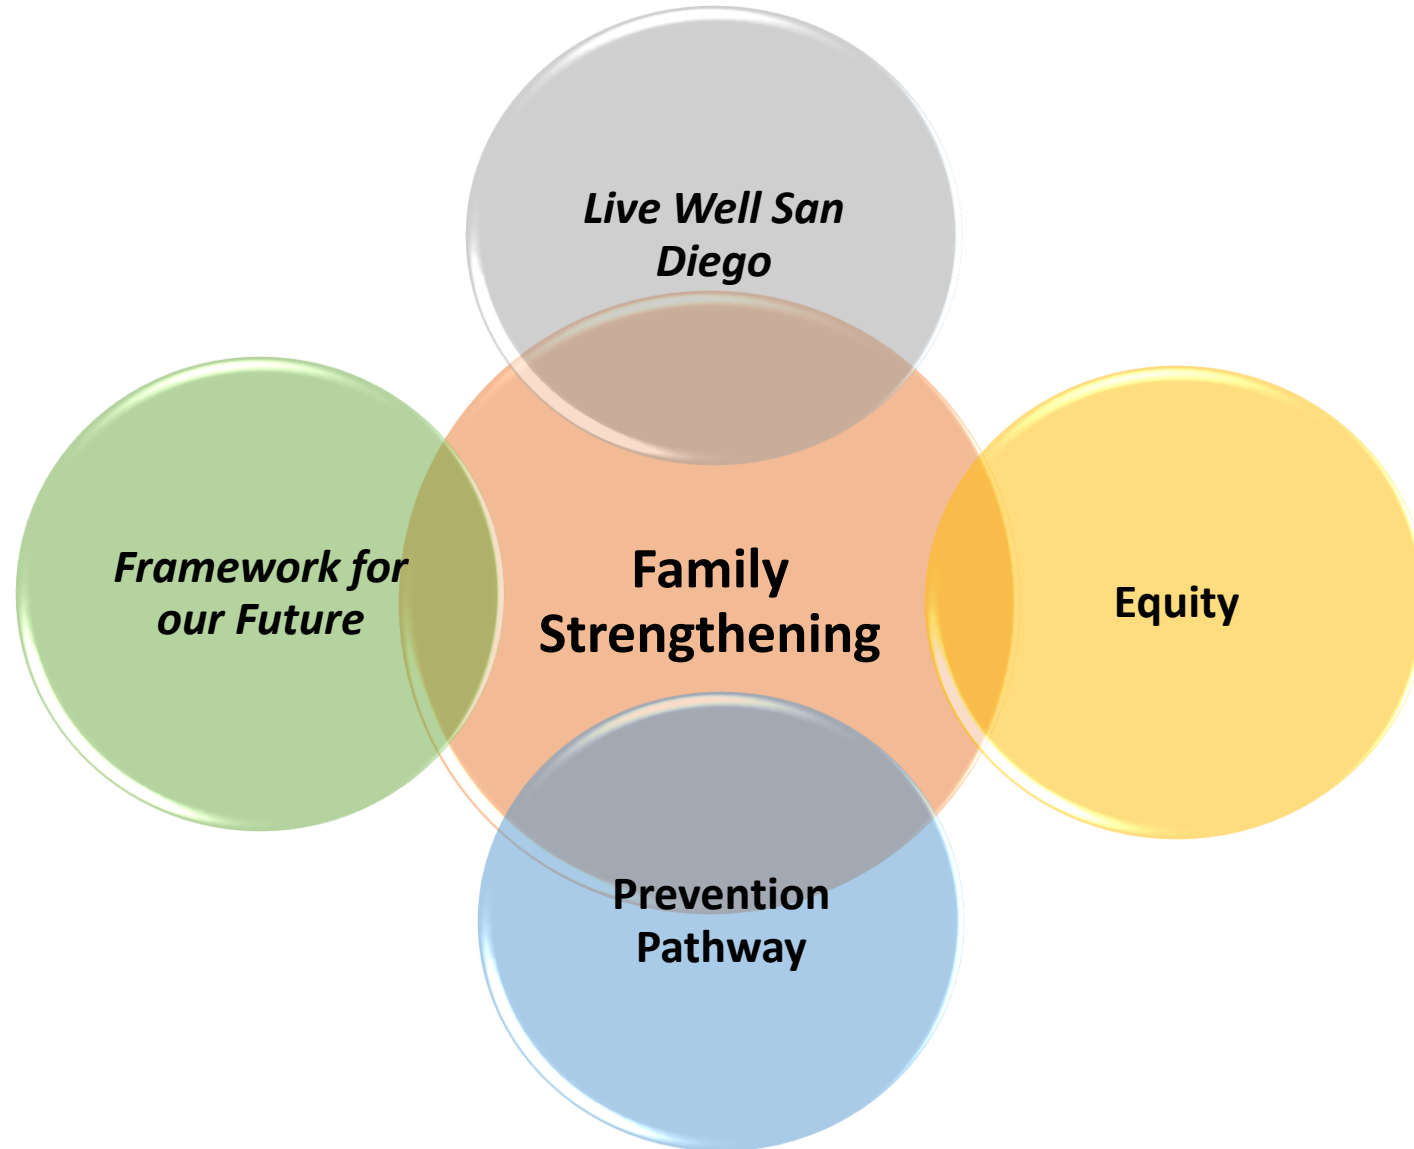 Live Well San
Diego
Framework for
our Future
Family
Strengthening
Equity
Prevention
Pathway